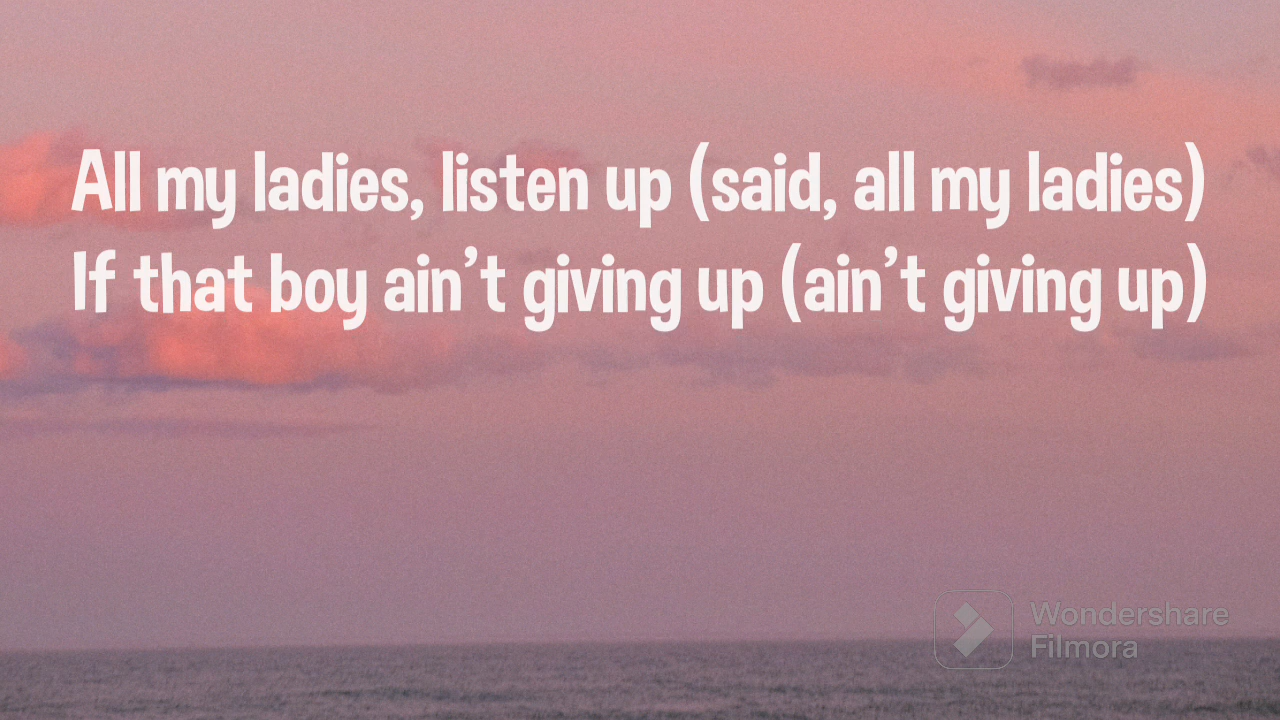 All my ladies, listen up (said, all my ladies)
If that boy ain’t giving up (ain’t giving up)
Wondershare
Filmora